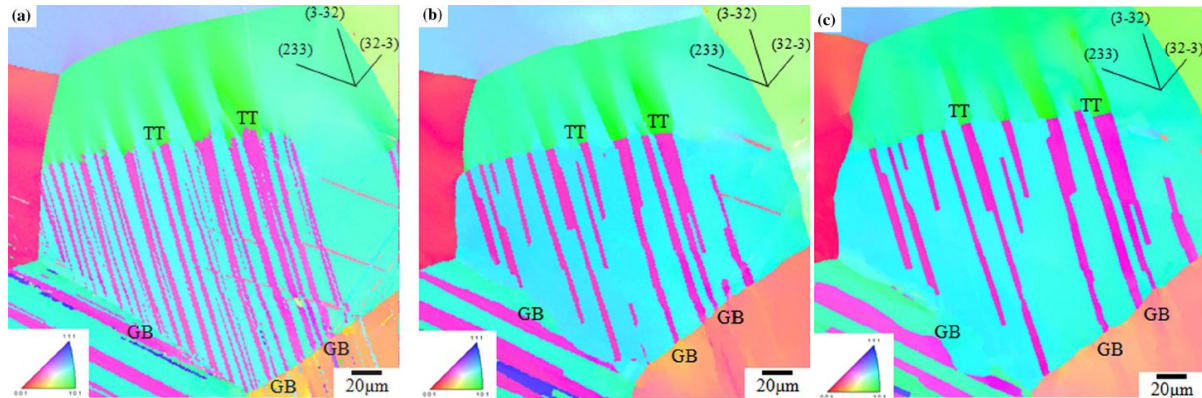 (a)
(3-32)
(233)
(32-3)
TT
TT
GB
GB
GB
111
001
101
20µm
(b)
(3-32)
(233)
(32-3)
TT
TT
GB
GB
GB
111
001
101
20µm
(c)
(3-32)
(233)
(32-3)
TT
TT
GB
GB
GB
111
001
101
20µm